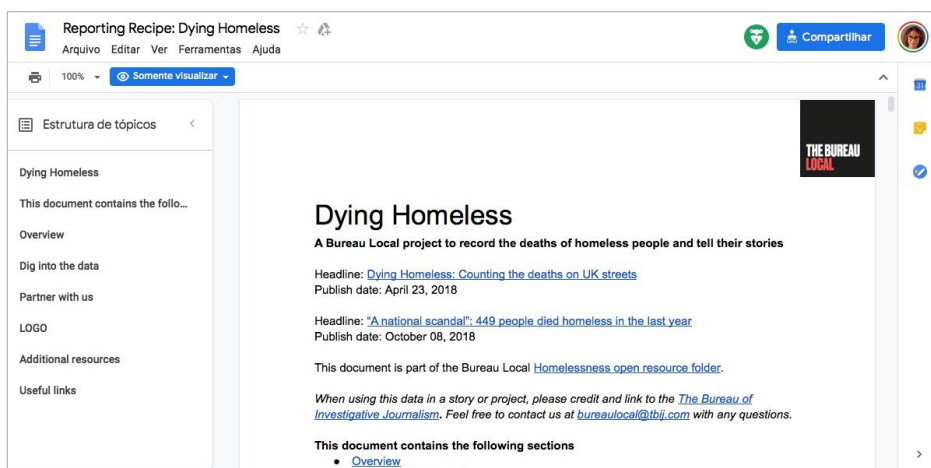 Reporting Recipe: Dying Homeless
Arquivo Editar Ver Ferramentas Ajuda
Compartilhar
100%
Somente visualizar
31
Estrutura de tópicos
Dying Homeless
This document contains the follo...
Overview
Dig into the data
Partner with us
LOGO
Additional resources
Useful links
THE BUREAU
LOCAL
Dying Homeless
A Bureau Local project to record the deaths of homeless people and tell their stories
Headline: Dying Homeless: Counting the deaths on UK streets
Publish date: April 23, 2018
Headline: “A national scandal”: 449 people died homeless in the last year
Publish date: October 08, 2018
This document is part of the Bureau Local Homelessness open resource folder.
When using this data in a story or project, please credit and link to the The Bureau of
Investigative Journalism. Feel free to contact us at bureaulocal@tbij.com with any questions.
This document contains the following sections
● Overview